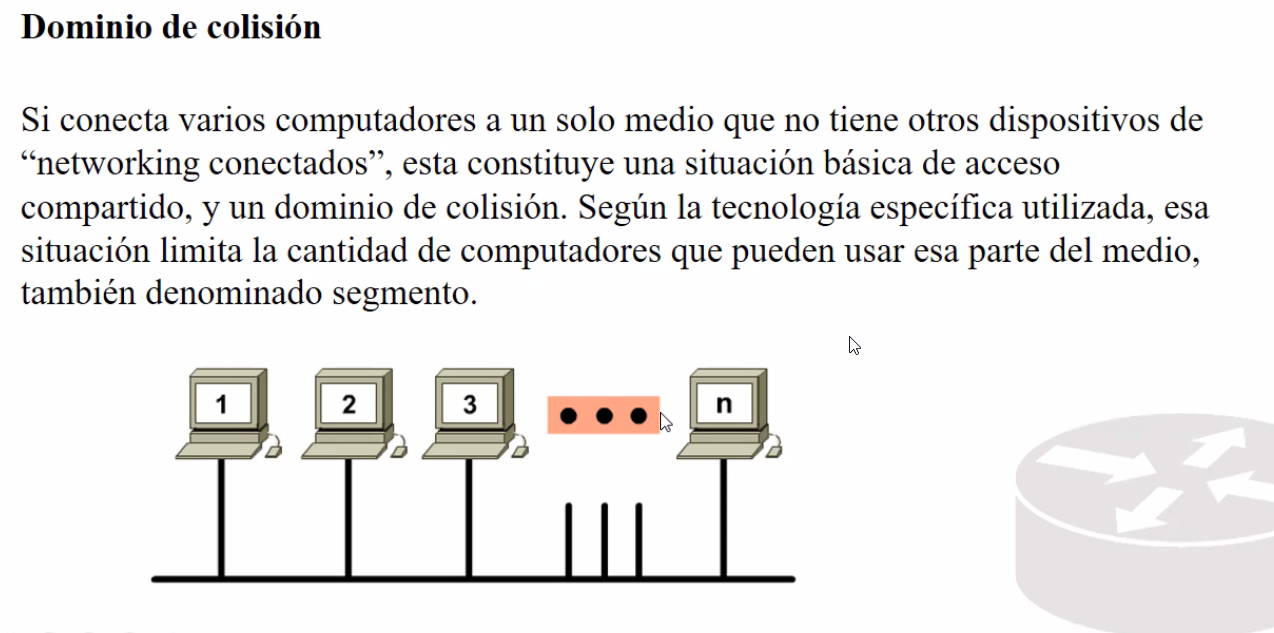 Dominio de colisión
Si conecta varios computadores a un solo medio que no tiene otros dispositivos de
“networking conectados”, esta constituye una situación básica de acceso
compartido, y un dominio de colisión. Según la tecnología específica utilizada, esa
situación limita la cantidad de computadores que pueden usar esa parte del medio,
también denominado segmento.
1 2 3 n